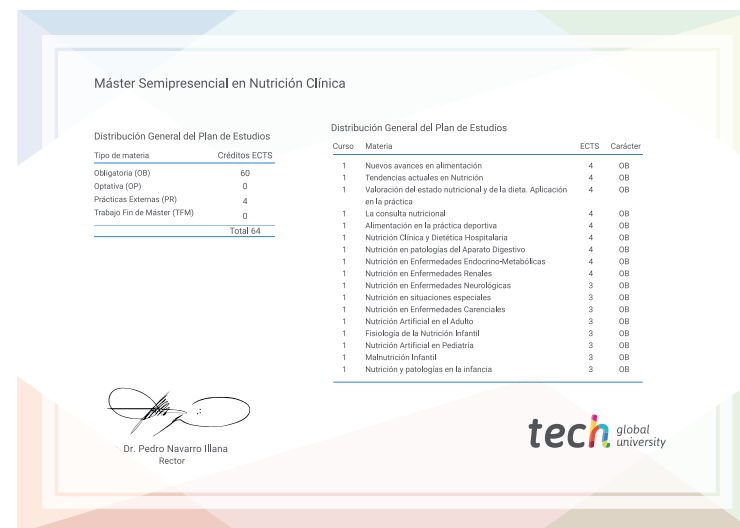 Máster Semipresencial en Nutrición Clínica
Distribución General del Plan de Estudios
Tipo de materia Créditos ECTS
Obligatoria (OB) 60
Optativa (OP) 0
Prácticas Externas (PR) 4
Trabajo Fin de Máster (TFM) 0
Total 64
Distribución General del Plan de Estudios
Curso Materia ECTS Carácter
1 Nuevos avances en alimentación 4 OB
1 Tendencias actuales en Nutrición 4 OB
1 Valoración del estado nutricional y de la dieta. Aplicación 4 OB
en la práctica
1 La consulta nutricional 4 OB
1 Alimentación en la práctica deportiva 4 OB
1 Nutrición Clínica y Dietética Hospitalaria 4 OB
1 Nutrición en patologías del Aparato Digestivo 4 OB
1 Nutrición en Enfermedades Endocrino-Metabólicas 4 OB
1 Nutrición en Enfermedades Renales 4 OB
1 Nutrición en Enfermedades Neurológicas 3 OB
1 Nutrición en situaciones especiales 3 OB
1 Nutrición en Enfermedades Carenciales 3 OB
1 Nutrición Artificial en el Adulto 3 OB
1 Fisiología de la Nutrición Infantil 3 OB
1 Nutrición Artificial en Pediatría 3 OB
1 Malnutrición Infantil 3 OB
1 Nutrición y patologías en la infancia 3 OB
Dr. Pedro Navarro Illana
Rector
tech global
university